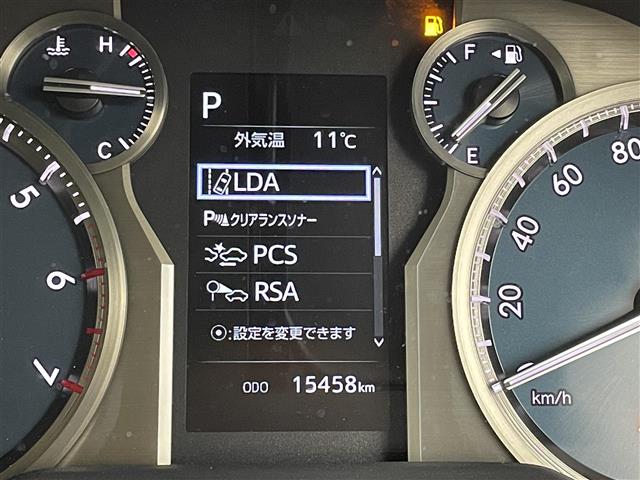 H
C
F
E
P
外気温 11℃
LDA
P クリアランスソナー
PCS
RSA
⦿:設定を変更できます
ODO 15458km
5
6
7
80
60
40
20
0
km/h